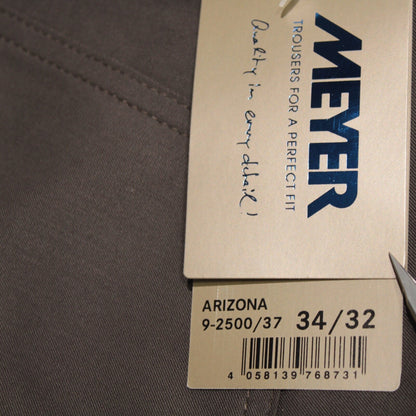 MEYER
TROUSERS FOR A PERFECT FIT
Quality in every detail!
ARIZONA
9-2500/37 34/32
4 058139 768731